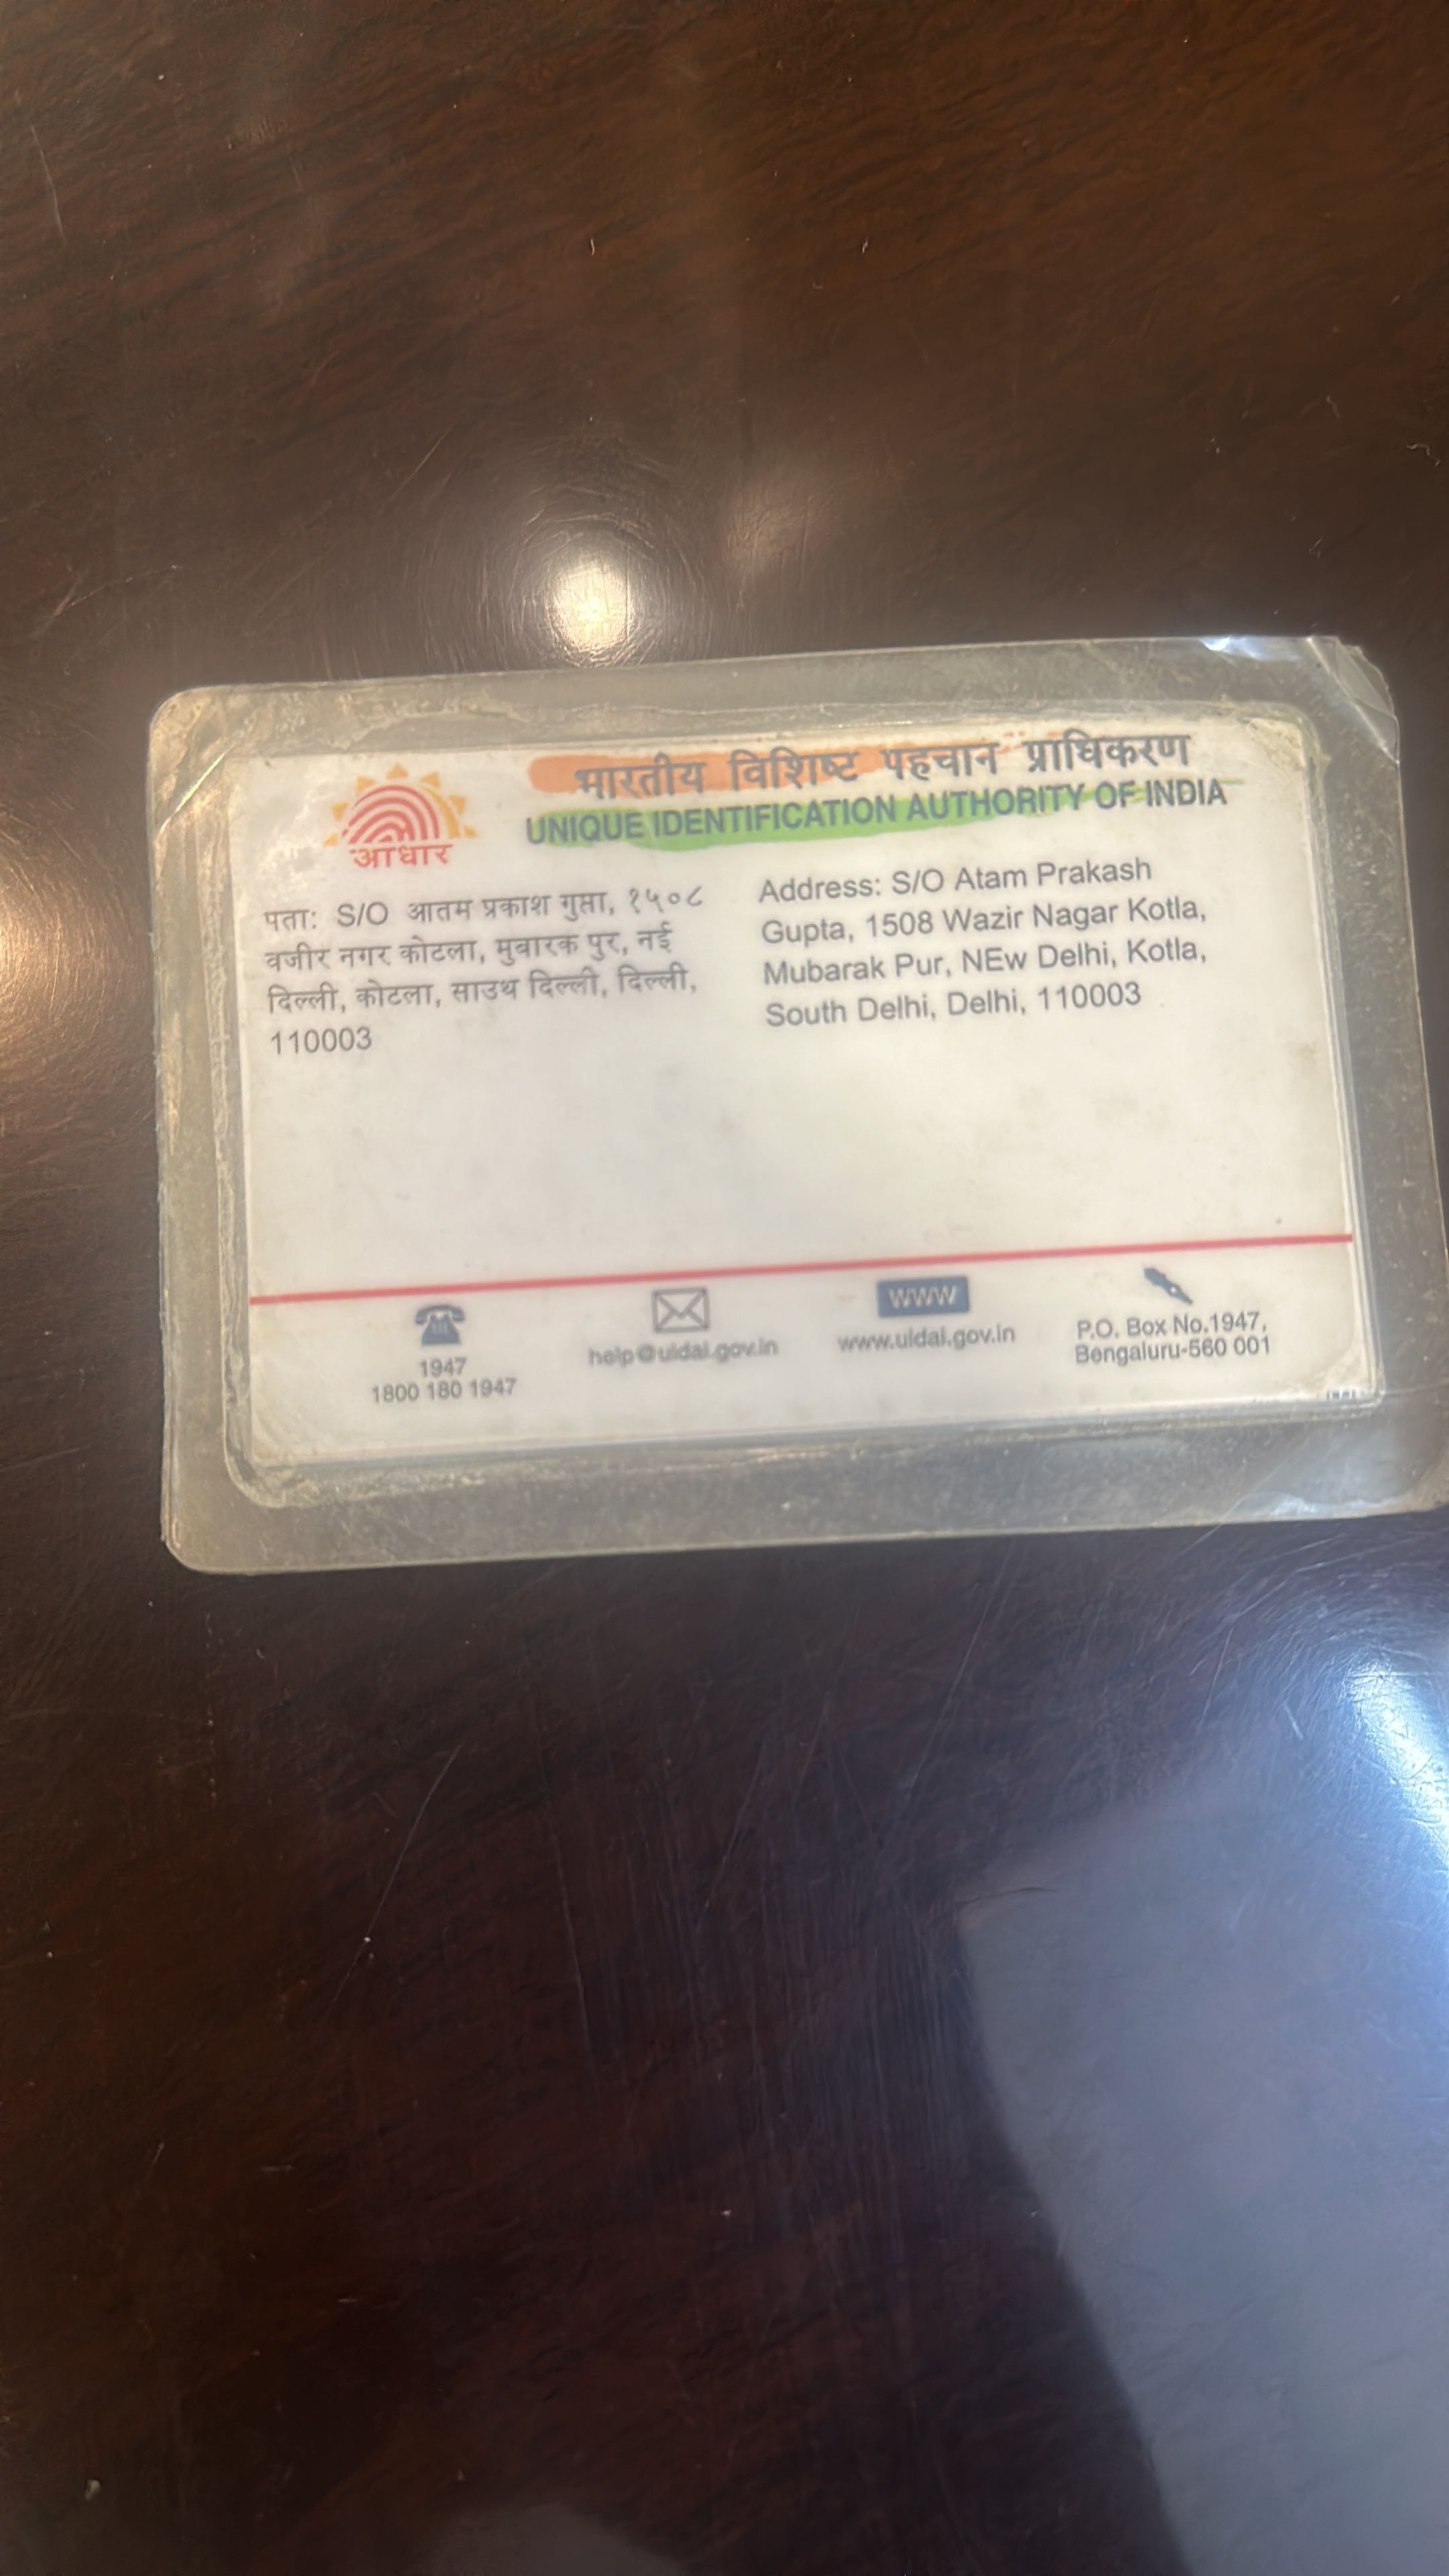 भारतीय विशिष्ट पहचान प्राधिकरण
UNIQUE IDENTIFICATION AUTHORITY OF INDIA
आधार
पता: S/O आतम प्रकाश गुप्ता, १५०८
वजीर नगर कोटला, मुबारक पुर, नई
दिल्ली, कोटला, साउथ दिल्ली, दिल्ली,
110003
Address: S/O Atam Prakash
Gupta, 1508 Wazir Nagar Kotla,
Mubarak Pur, NEw Delhi, Kotla,
South Delhi, Delhi, 110003
1947
1800 180 1947
help@uidai.gov.in
www
www.uidai.gov.in
P.O. Box No.1947,
Bengaluru-560 001